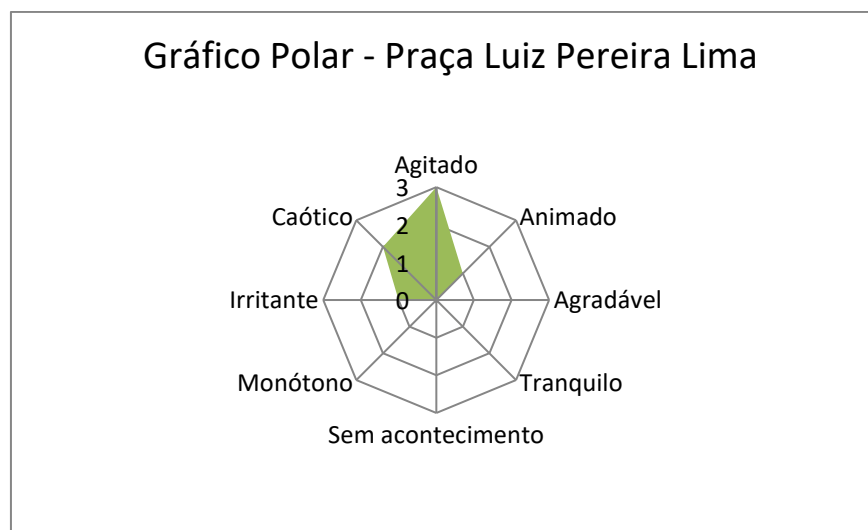 Gráfico Polar - Praça Luiz Pereira Lima
Agitado
3
Caótico
Animado
2
1
Irritante
0
Agradável
Monótono
Tranquilo
Sem acontecimento